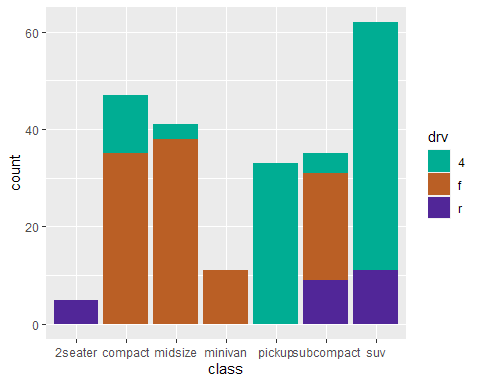 60
40
20
0
count
2seater compact midsize minivan pickup subcompact suv
class
drv
4
f
r